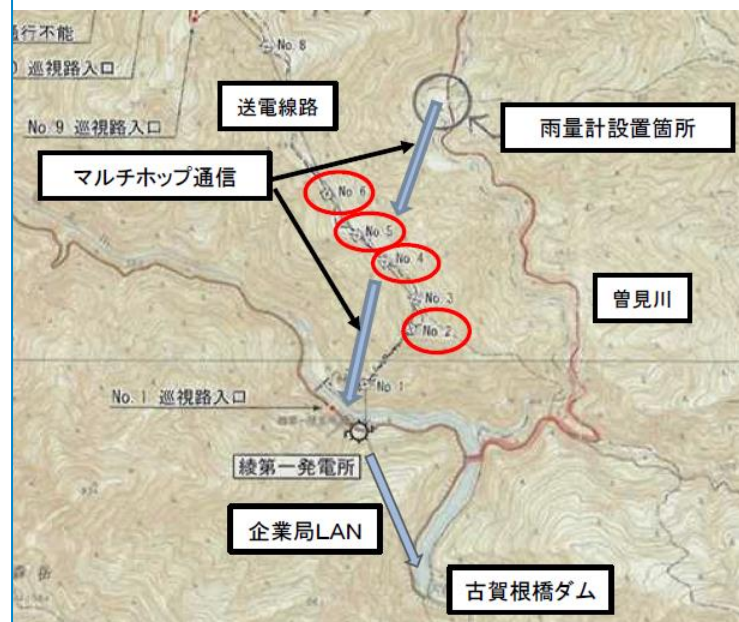 通行不能
巡視路入口
No.8
送電線路
No.9 巡視路入口
雨量計設置箇所
マルチホップ通信
No.6
No.5
No.4
曽見川
No.3
No.2
No.1
No.1 巡視路入口
綾第一発電所
企業局LAN
古賀根橋ダム